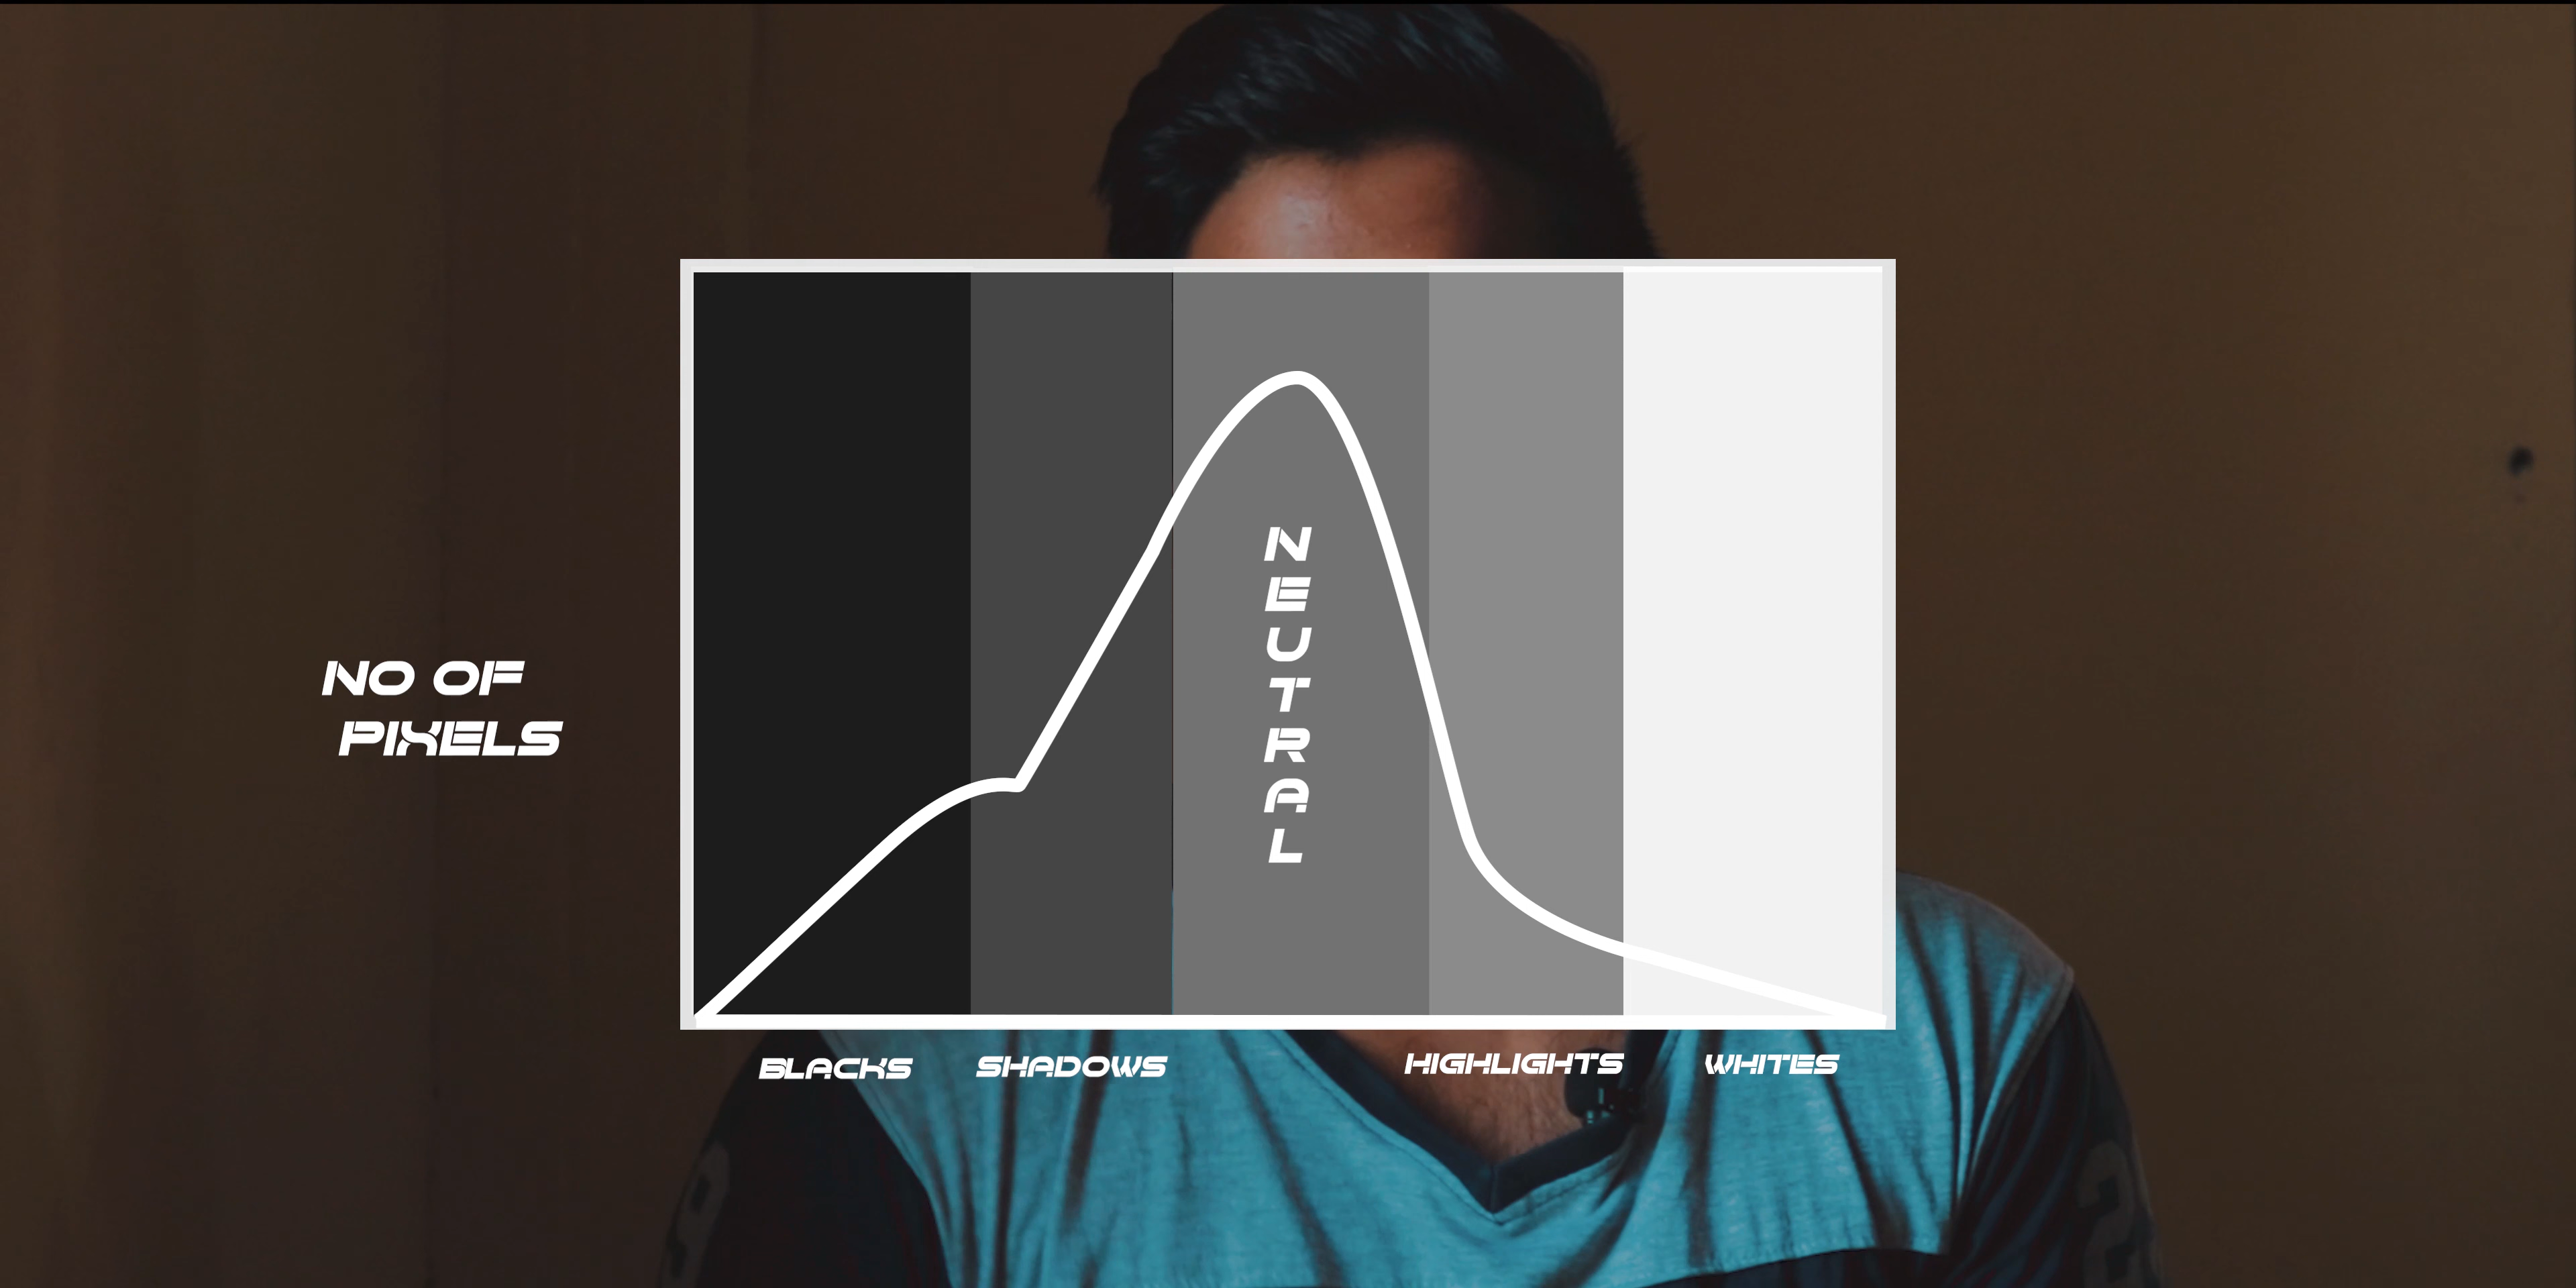 NEUTRAL
NO OF
PIXELS
BLACKS
SHADOWS
HIGHLIGHTS
WHITES